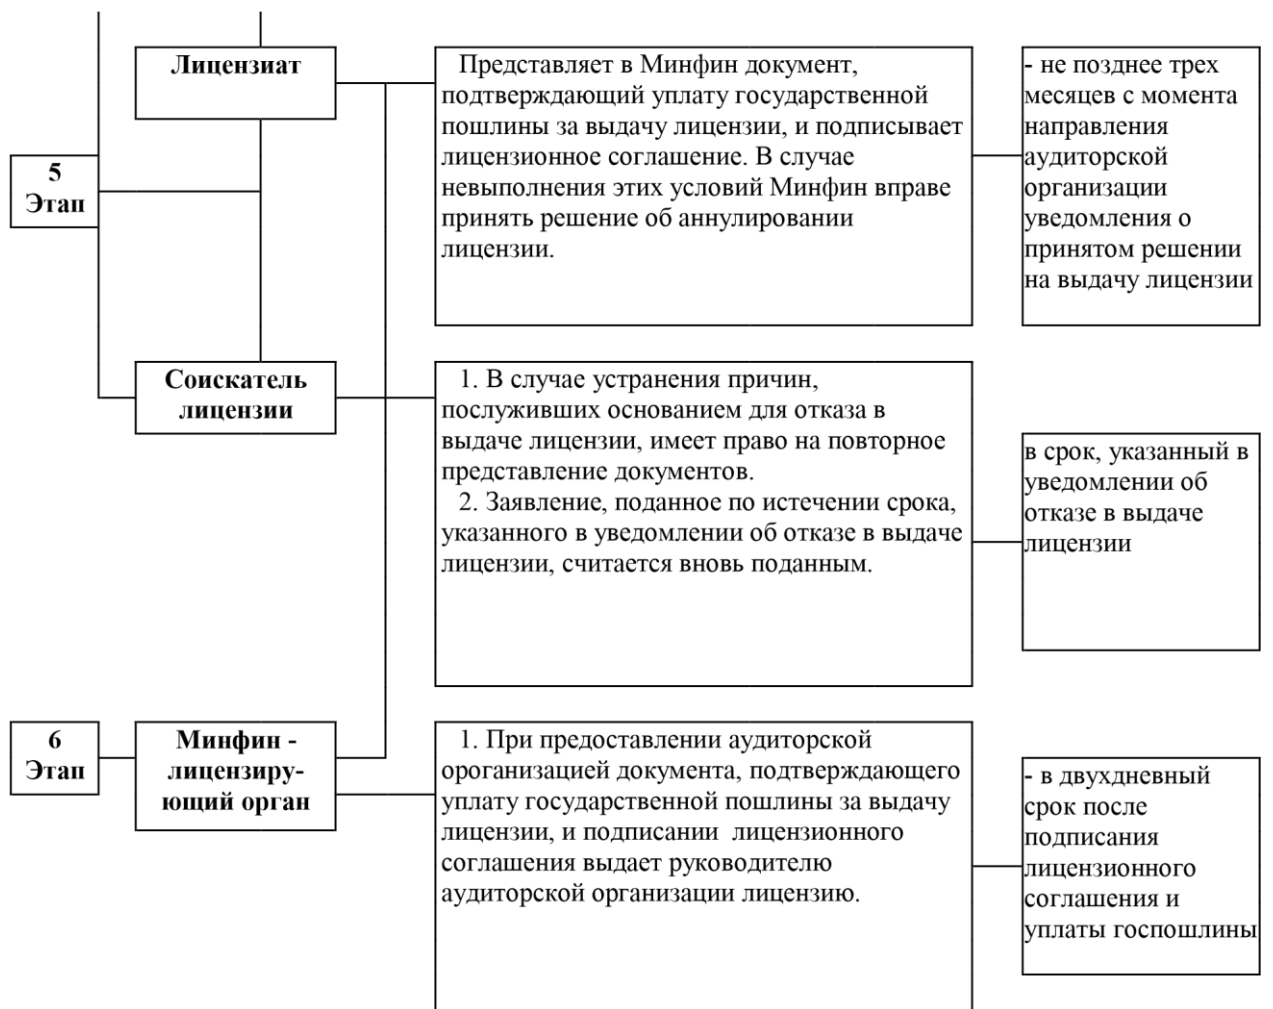 Лицензиат
Представляет в Минфин документ,
подтверждающий уплату государственной
пошлины за выдачу лицензии, и подписывает
лицензионное соглашение. В случае
невыполнения этих условий Минфин вправе
принять решение об аннулировании
лицензии.
- не позднее трех
месяцев с момента
направления
аудиторской
организации
уведомления о
принятом решении
на выдачу лицензии
5
Этап
Соискатель
лицензии
1. В случае устранения причин,
послуживших основанием для отказа в
выдаче лицензии, имеет право на повторное
представление документов.
2. Заявление, поданное по истечении срока,
указанного в уведомлении об отказе в выдаче
лицензии, считается вновь поданным.
в срок, указанный в
уведомлении об
отказе в выдаче
лицензии
6
Этап
Минфин -
лицензиру-
ющий орган
1. При предоставлении аудиторской
ороганизацией документа, подтверждающего
уплату государственной пошлины за выдачу
лицензии, и подписании лицензионного
соглашения выдает руководителю
аудиторской организации лицензию.
- в двухдневный
срок после
подписания
лицензионного
соглашения и
уплаты госпошлины